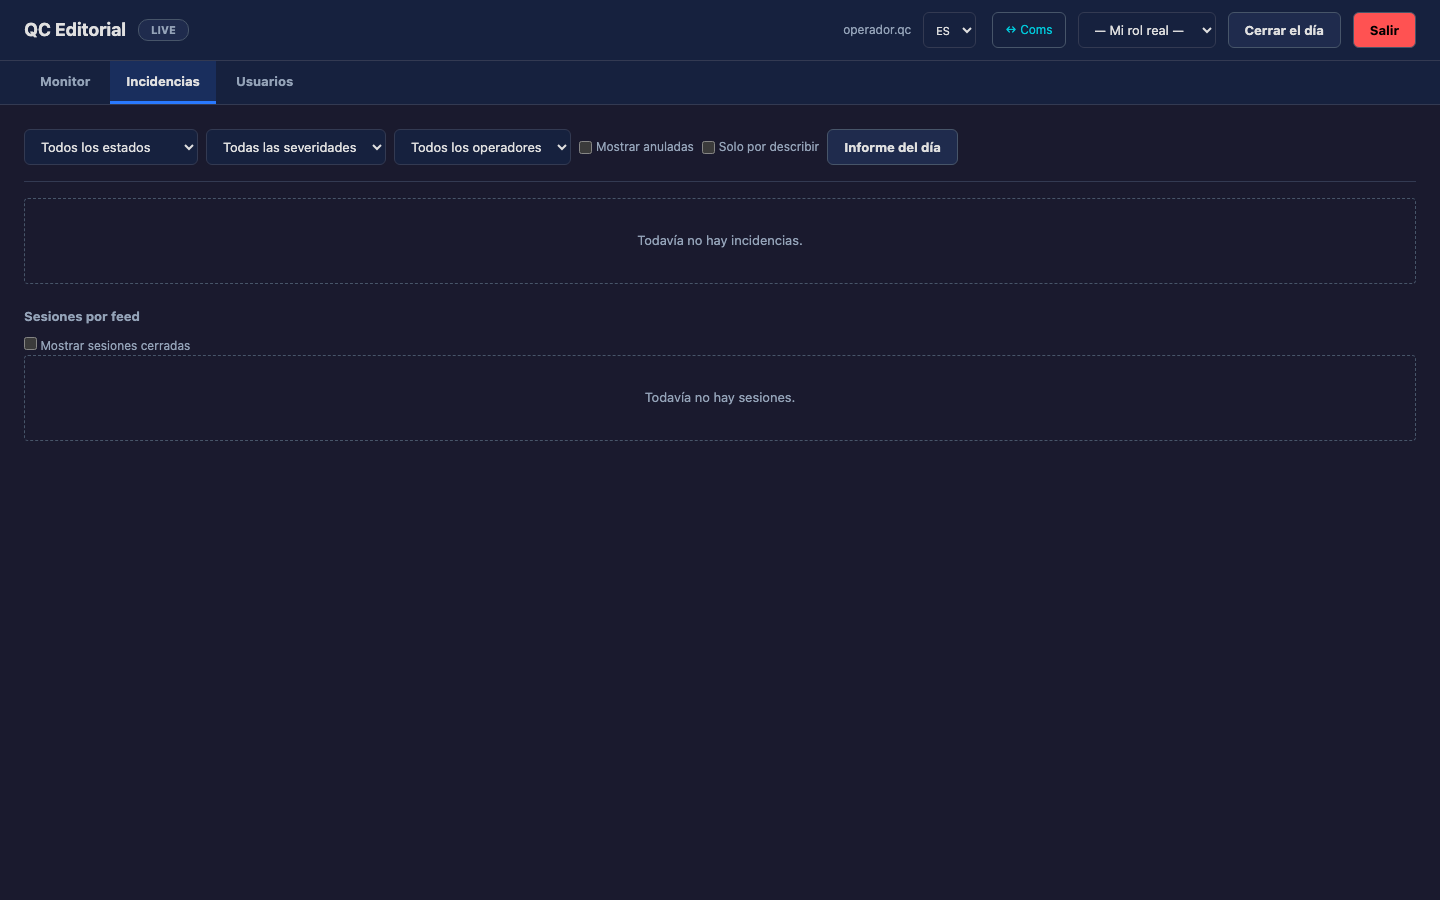 QC Editorial LIVE operador.qc ES ↔ Coms — Mi rol real — Cerrar el día Salir
Monitor Incidencias Usuarios
Todos los estados Todas las severidades Todos los operadores Mostrar anuladas Solo por describir Informe del día
Todavía no hay incidencias.
Sesiones por feed
Mostrar sesiones cerradas
Todavía no hay sesiones.